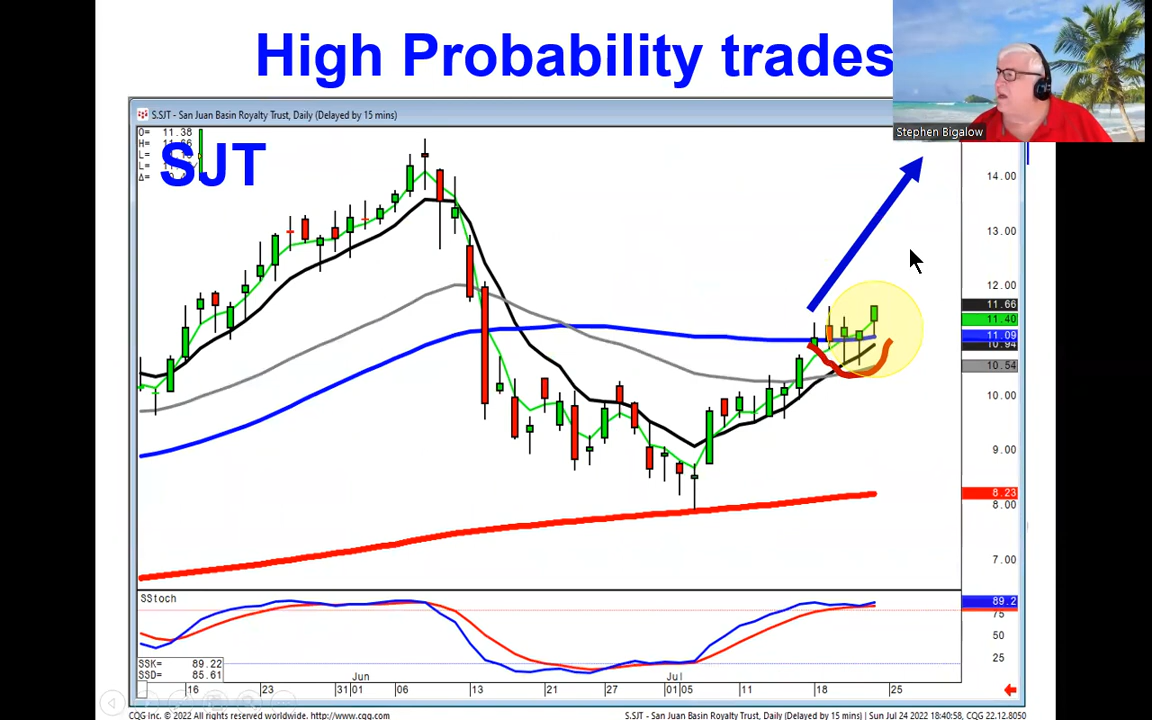 High Probability trades
Stephen Bigalow
S.SJT - San Juan Basin Royalty Trust, Daily (Delayed by 15 mins)
O= 11.38
H=
L=
L=
Δ=
SJT
14.00
13.00
12.00
11.66
11.40
11.09
10.94
10.54
10.00
9.00
8.23
8.00
7.00
SStoch
89.2
75
50
25
SSK= 89.22
SSD= 85.61
Jun
Jul
16 23 31 01 06 13 21 27 01 05 11 18 25
CQG Inc. © 2022 All rights reserved worldwide. http://www.cqg.com
S.SJT - San Juan Basin Royalty Trust, Daily (Delayed by 15 mins) | Sun Jul 24 2022 18:40:58, CQG 22.12.8050